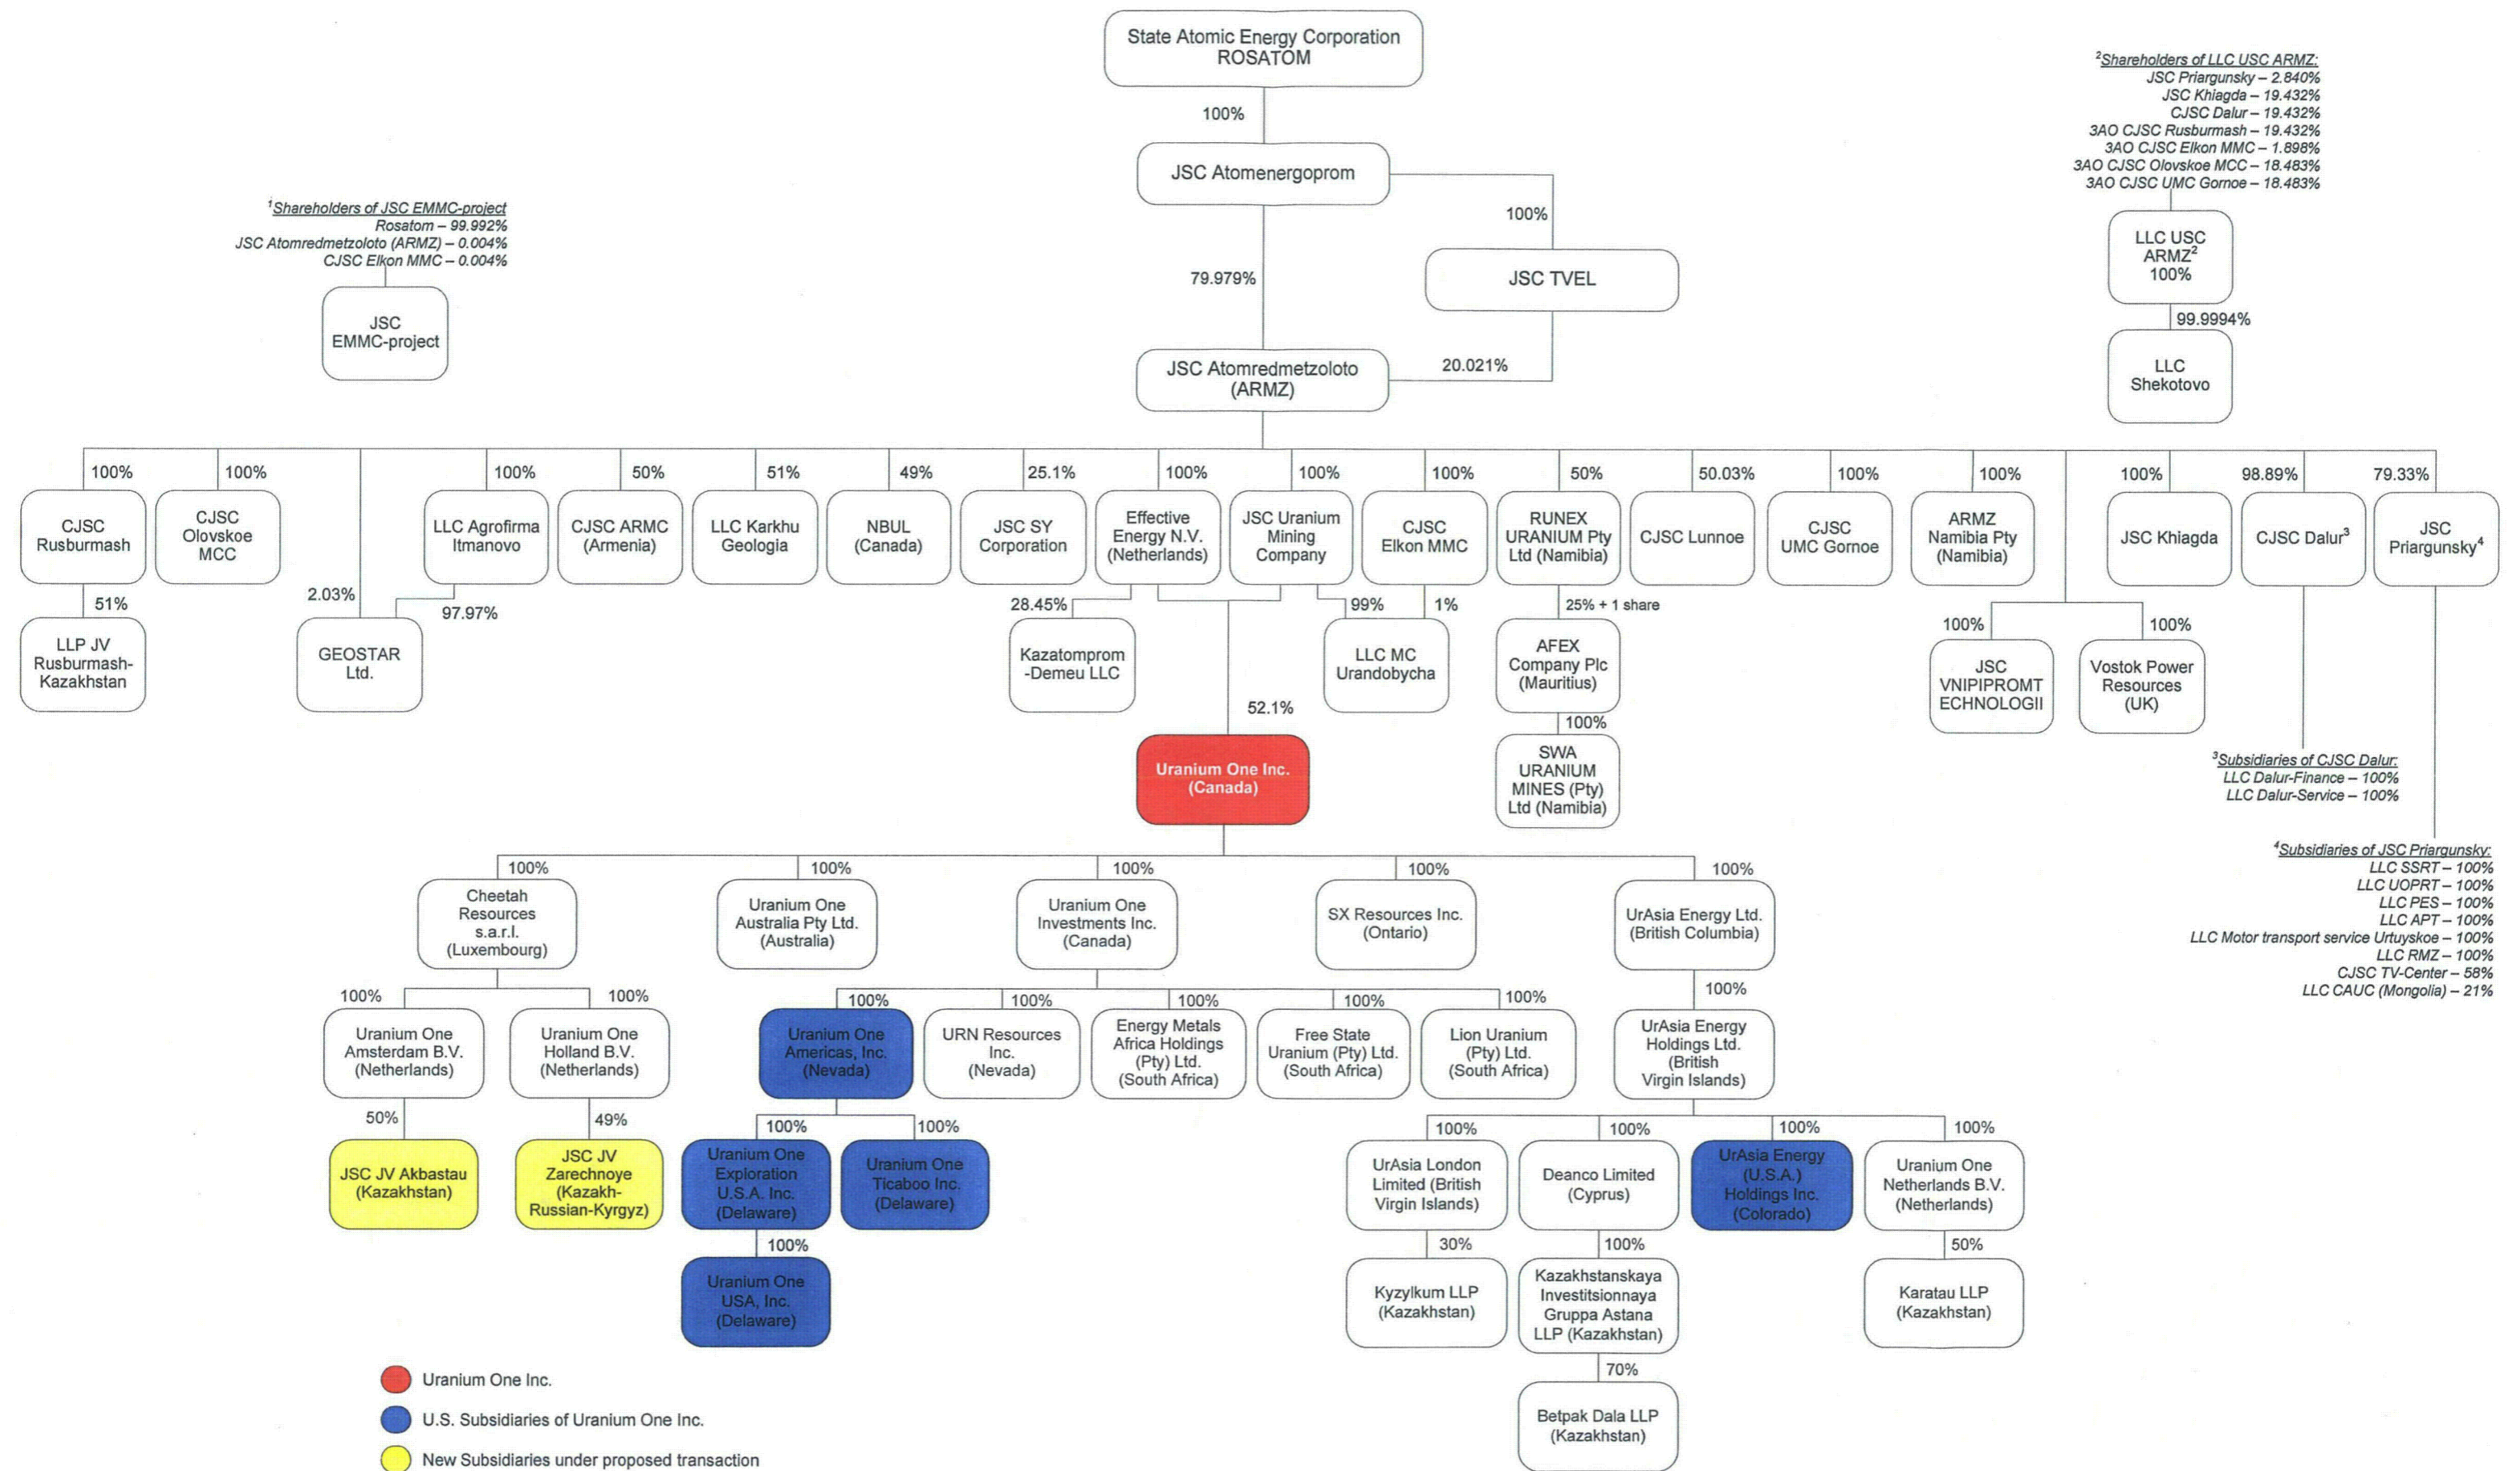 State Atomic Energy Corporation
ROSATOM
100%
JSC Atomenergoprom
100%
79.979%
JSC TVEL
20.021%
JSC Atomredmetzoloto
(ARMZ)
¹Shareholders of JSC EMMC-project
Rosatom – 99.992%
JSC Atomredmetzoloto (ARMZ) – 0.004%
CJSC Elkon MMC – 0.004%
JSC
EMMC-project
²Shareholders of LLC USC ARMZ:
JSC Priargunsky – 2.840%
JSC Khiagda – 19.432%
CJSC Dalur – 19.432%
3AO CJSC Rusburmash – 19.432%
3AO CJSC Elkon MMC – 1.898%
3AO CJSC Olovskoe MCC – 18.483%
3AO CJSC UMC Gornoe – 18.483%
LLC USC
ARMZ²
100%
99.9994%
LLC
Shekotovo
100%
CJSC
Rusburmash
51%
LLP JV
Rusburmash-
Kazakhstan
100%
CJSC
Olovskoe
MCC
2.03%
GEOSTAR
Ltd.
100%
LLC Agrofirma
Itmanovo
97.97%
50%
CJSC ARMC
(Armenia)
51%
LLC Karkhu
Geologia
49%
NBUL
(Canada)
25.1%
JSC SY
Corporation
100%
Effective
Energy N.V.
(Netherlands)
28.45%
Kazatomprom
-Demeu LLC
100%
JSC Uranium
Mining
Company
99%
52.1%
100%
CJSC
Elkon MMC
1%
LLC MC
Urandobycha
50%
RUNEX
URANIUM Pty
Ltd (Namibia)
25% + 1 share
AFEX
Company Plc
(Mauritius)
100%
SWA
URANIUM
MINES (Pty)
Ltd (Namibia)
50.03%
CJSC Lunnoe
100%
CJSC
UMC Gornoe
100%
ARMZ
Namibia Pty
(Namibia)
100%
JSC
VNIPIPROMT
ECHNOLOGII
100%
Vostok Power
Resources
(UK)
100%
JSC Khiagda
98.89%
CJSC Dalur³
79.33%
JSC
Priargunsky⁴
³Subsidiaries of CJSC Dalur:
LLC Dalur-Finance – 100%
LLC Dalur-Service – 100%
⁴Subsidiaries of JSC Priargunsky:
LLC SSRT – 100%
LLC UOPRT – 100%
LLC PES – 100%
LLC APT – 100%
LLC Motor transport service Urtuyskoe – 100%
LLC RMZ – 100%
CJSC TV-Center – 58%
LLC CAUC (Mongolia) – 21%
Uranium One Inc.
(Canada)
100%
Cheetah
Resources
s.a.r.l.
(Luxembourg)
100%
Uranium One
Australia Pty Ltd.
(Australia)
100%
Uranium One
Investments Inc.
(Canada)
100%
SX Resources Inc.
(Ontario)
100%
UrAsia Energy Ltd.
(British Columbia)
100%
Uranium One
Amsterdam B.V.
(Netherlands)
100%
Uranium One
Holland B.V.
(Netherlands)
100%
Uranium One
Americas, Inc.
(Nevada)
100%
URN Resources
Inc.
(Nevada)
100%
Energy Metals
Africa Holdings
(Pty) Ltd.
(South Africa)
100%
Free State
Uranium (Pty) Ltd.
(South Africa)
100%
Lion Uranium
(Pty) Ltd.
(South Africa)
100%
UrAsia Energy
Holdings Ltd.
(British
Virgin Islands)
50%
JSC JV Akbastau
(Kazakhstan)
49%
JSC JV
Zarechnoye
(Kazakh-
Russian-Kyrgyz)
100%
Uranium One
Exploration
U.S.A. Inc.
(Delaware)
100%
Uranium One
Ticaboo Inc.
(Delaware)
100%
Uranium One
USA, Inc.
(Delaware)
100%
UrAsia London
Limited (British
Virgin Islands)
100%
Deanco Limited
(Cyprus)
100%
UrAsia Energy
(U.S.A.)
Holdings Inc.
(Colorado)
100%
Uranium One
Netherlands B.V.
(Netherlands)
30%
Kyzylkum LLP
(Kazakhstan)
100%
Kazakhstanskaya
Investitsionnaya
Gruppa Astana
LLP (Kazakhstan)
50%
Karatau LLP
(Kazakhstan)
70%
Betpak Dala LLP
(Kazakhstan)
Uranium One Inc.
U.S. Subsidiaries of Uranium One Inc.
New Subsidiaries under proposed transaction